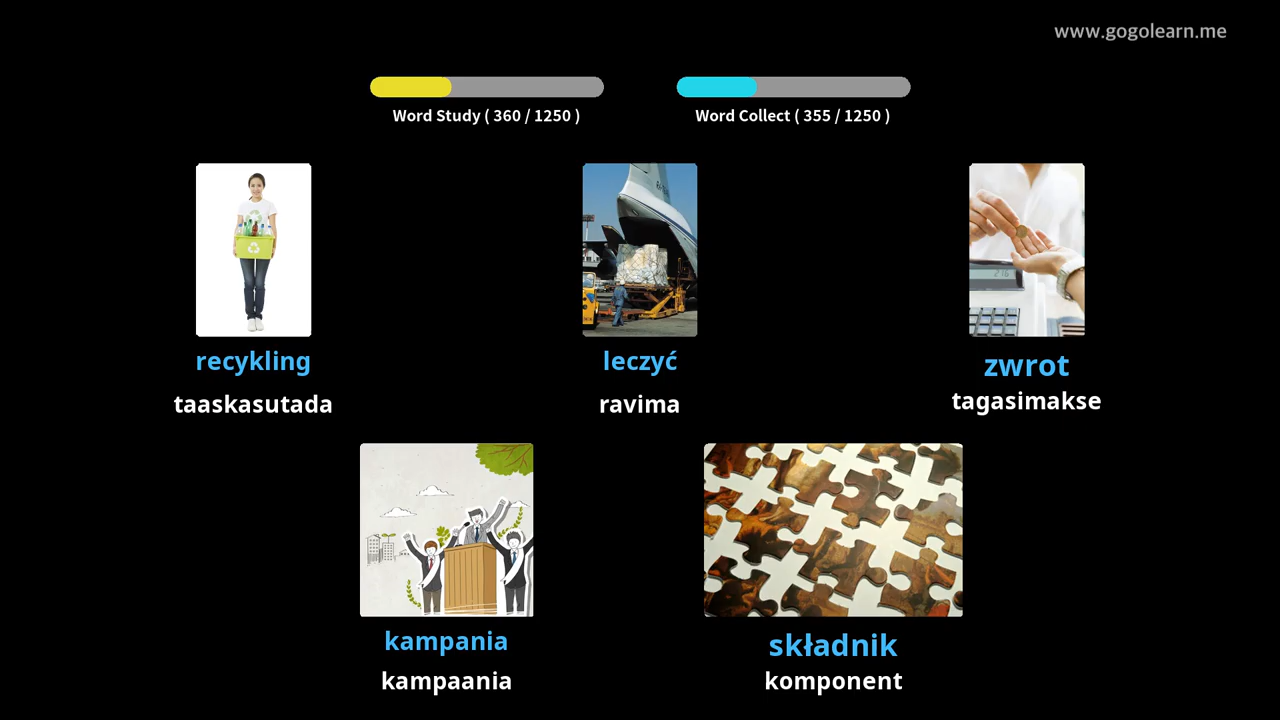 www.gogolearn.me
Word Study ( 360 / 1250 )
Word Collect ( 355 / 1250 )
recykling
taaskasutada
leczyć
ravima
zwrot
tagasimakse
kampania
kampaania
składnik
komponent